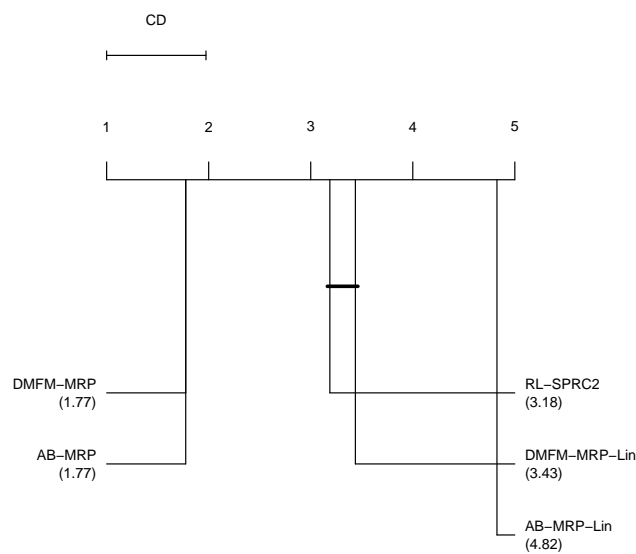 CD
1 2 3 4 5
DMFM−MRP
(1.77)
AB−MRP
(1.77)
RL−SPRC2
(3.18)
DMFM−MRP−Lin
(3.43)
AB−MRP−Lin
(4.82)